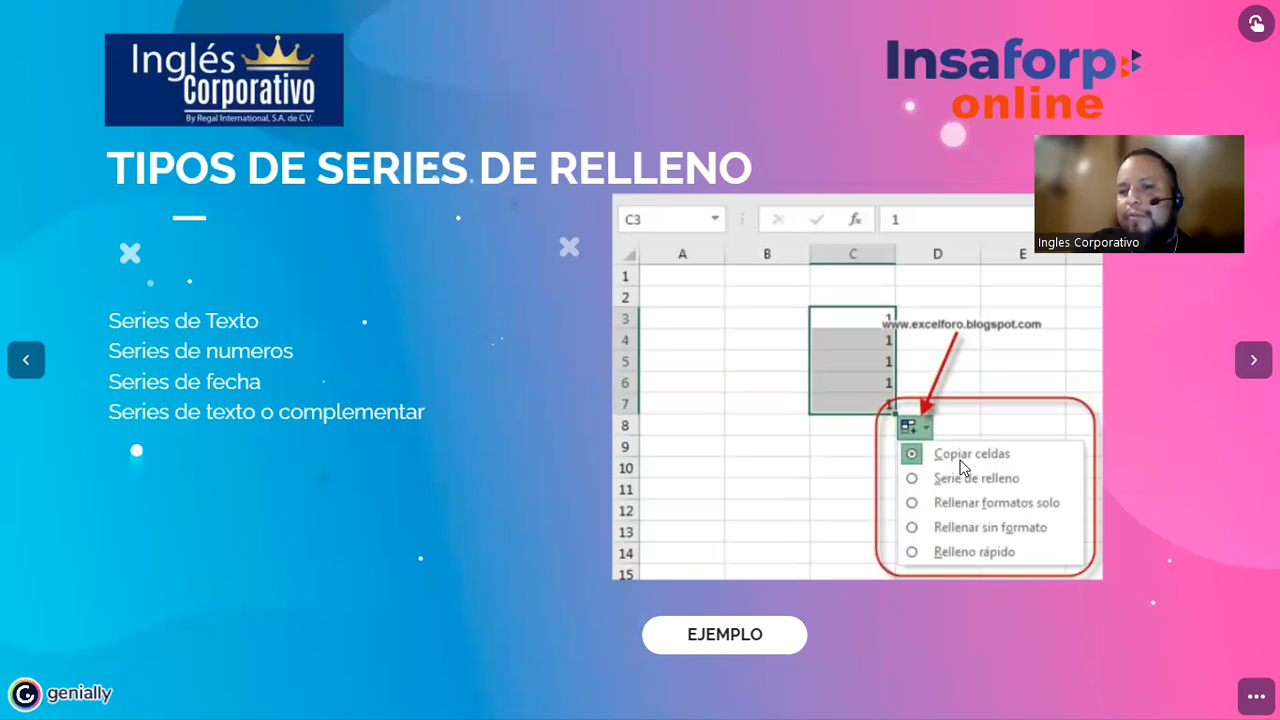 Inglés
Corporativo
By Regal International, S.A. de C.V.
Insaforp
online
TIPOS DE SERIES DE RELLENO
Ingles Corporativo
Series de Texto
Series de numeros
Series de fecha
Series de texto o complementar
C3 fx 1
A B C D E
1
2
3 1
www.excelforo.blogspot.com
4 1
5 1
6 1
7 1
8
9 Copiar celdas
10 Serie de relleno
11 Rellenar formatos solo
12 Rellenar sin formato
13 Relleno rápido
14
15
EJEMPLO
genially